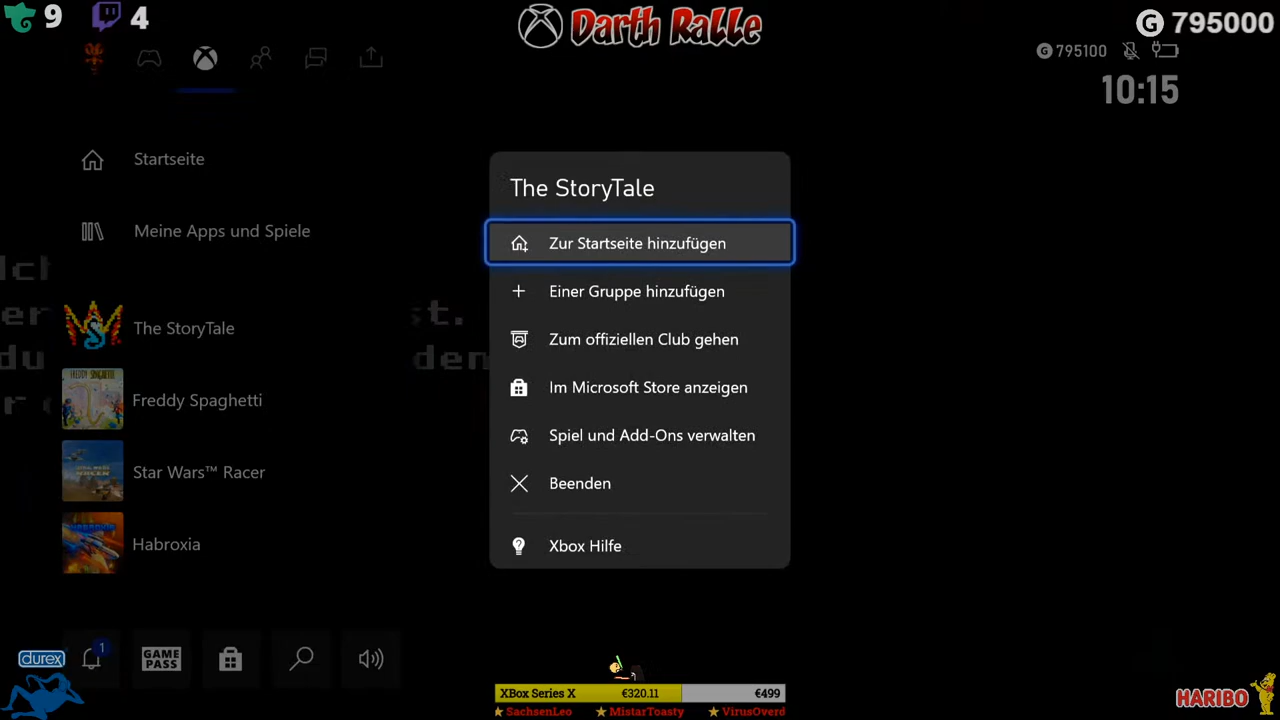 9
4
Darth Ralle
G 795000
G 795100
10:15
Startseite
Meine Apps und Spiele
The StoryTale
Freddy Spaghetti
Star Wars™ Racer
Habroxia
The StoryTale
Zur Startseite hinzufügen
Einer Gruppe hinzufügen
Zum offiziellen Club gehen
Im Microsoft Store anzeigen
Spiel und Add-Ons verwalten
Beenden
Xbox Hilfe
durex
1
GAME
PASS
XBox Series X €320.11 €499
SachsenLeo MistarToasty VirusOverd
HARIBO